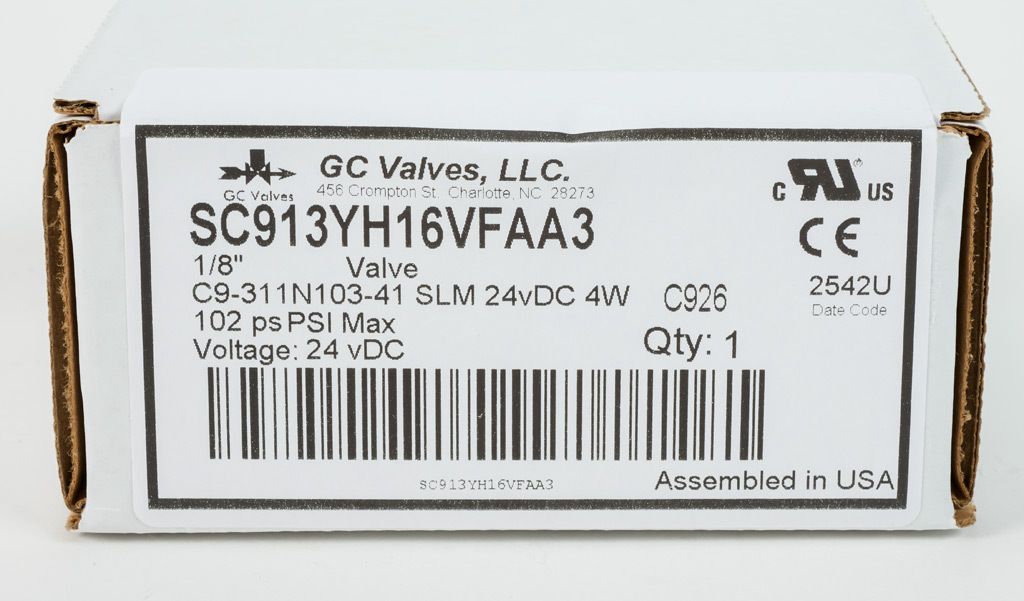 GC Valves, LLC.
GC Valves
456 Crompton St. Charlotte, NC 28273
SC913YH16VFAA3
1/8" Valve
C9-311N103-41 SLM 24vDC 4W C926
102 ps PSI Max
Voltage: 24 vDC
Qty: 1
SC913YH16VFAA3
Assembled in USA
C RU ® US
CE
2542U
Date Code